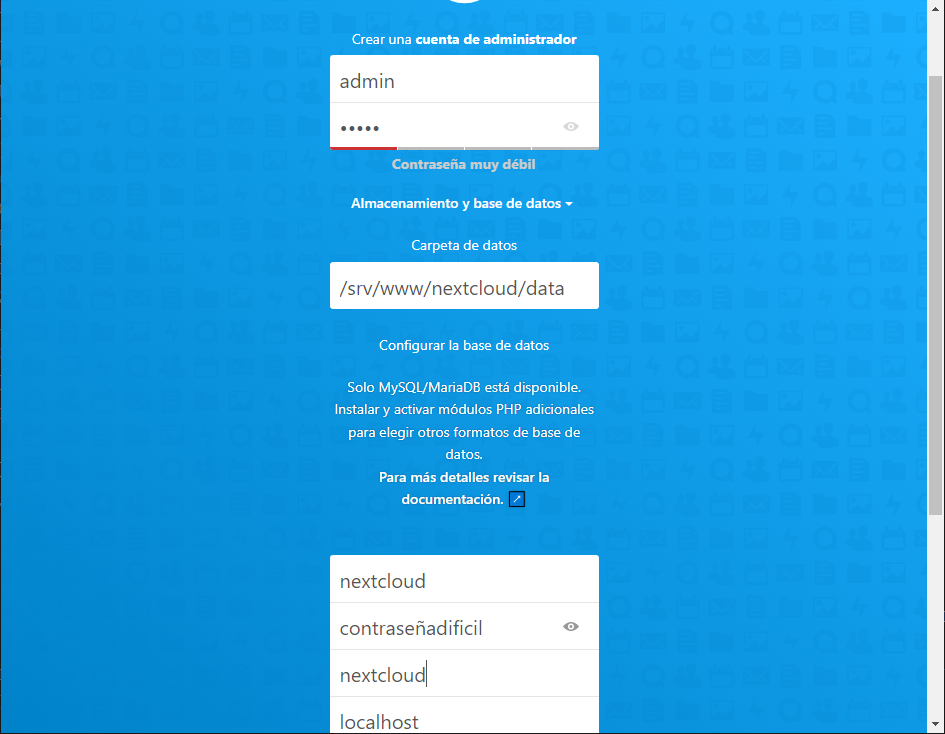 Crear una cuenta de administrador
admin
•••••
Contraseña muy débil
Almacenamiento y base de datos
Carpeta de datos
/srv/www/nextcloud/data
Configurar la base de datos
Solo MySQL/MariaDB está disponible.
Instalar y activar módulos PHP adicionales
para elegir otros formatos de base de
datos.
Para más detalles revisar la
documentación.
nextcloud
contraseñadificil
nextcloud
localhost